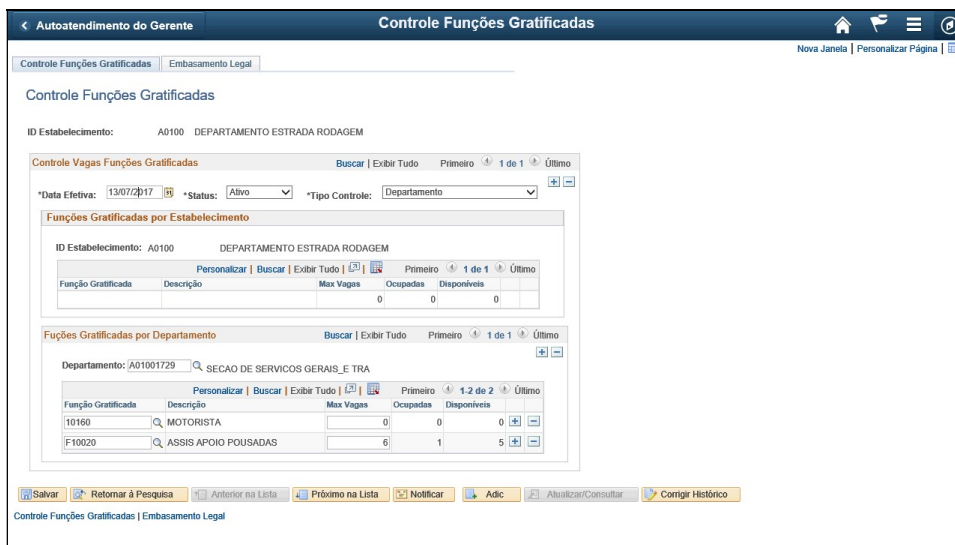 Autoatendimento do Gerente Controle Funções Gratificadas
Nova Janela | Personalizar Página |
Controle Funções Gratificadas Embasamento Legal
Controle Funções Gratificadas
ID Estabelecimento: A0100 DEPARTAMENTO ESTRADA RODAGEM
Controle Vagas Funções Gratificadas Buscar | Exibir Tudo Primeiro 1 de 1 Último
*Data Efetiva: 13/07/2017 *Status: Ativo *Tipo Controle: Departamento
Funções Gratificadas por Estabelecimento
ID Estabelecimento: A0100 DEPARTAMENTO ESTRADA RODAGEM
Personalizar | Buscar | Exibir Tudo | | Primeiro 1 de 1 Último
Função Gratificada Descrição Max Vagas Ocupadas Disponíveis
0 0 0
Fuções Gratificadas por Departamento Buscar | Exibir Tudo Primeiro 1 de 1 Último
Departamento: A01001729 SECAO DE SERVICOS GERAIS_E TRA
Personalizar | Buscar | Exibir Tudo | | Primeiro 1-2 de 2 Último
Função Gratificada Descrição Max Vagas Ocupadas Disponíveis
10160 MOTORISTA 0 0 0
F10020 ASSIS APOIO POUSADAS 6 1 5
Salvar Retornar à Pesquisa Anterior na Lista Próximo na Lista Notificar Adic Atualizar/Consultar Corrigir Histórico
Controle Funções Gratificadas | Embasamento Legal